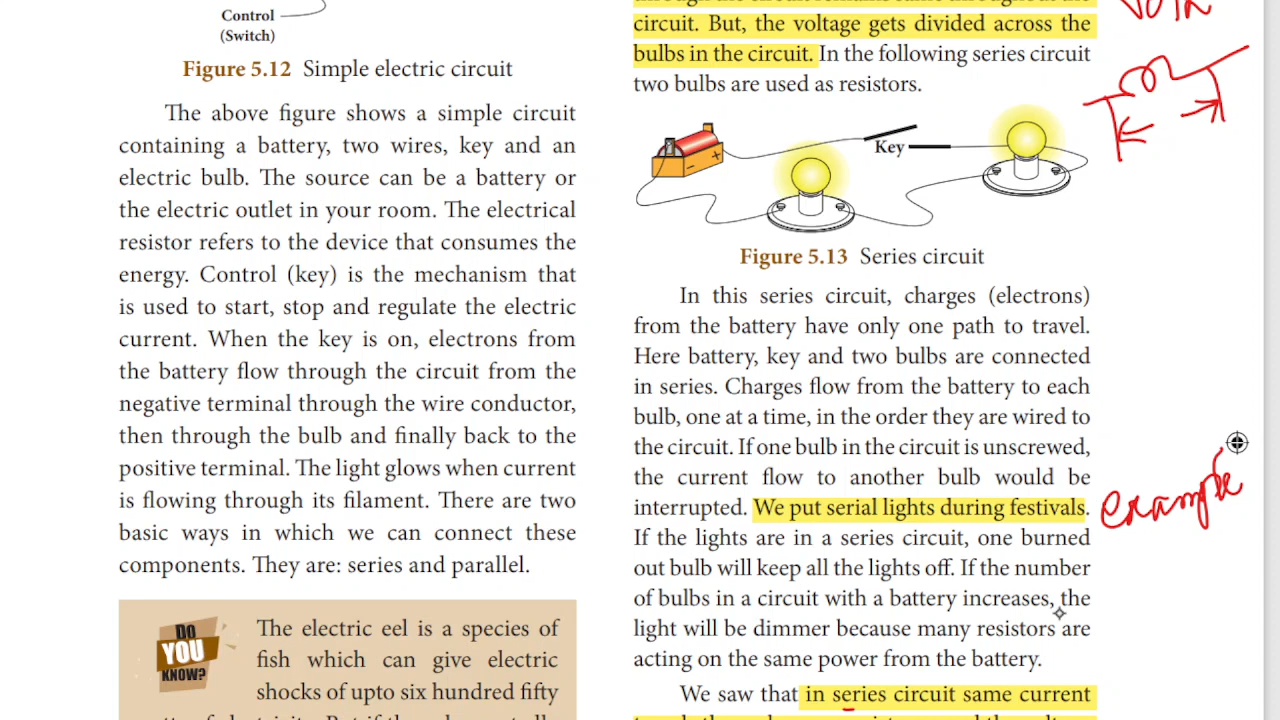 Control
(Switch)
Figure 5.12 Simple electric circuit
The above figure shows a simple circuit
containing a battery, two wires, key and an
electric bulb. The source can be a battery or
the electric outlet in your room. The electrical
resistor refers to the device that consumes the
energy. Control (key) is the mechanism that
is used to start, stop and regulate the electric
current. When the key is on, electrons from
the battery flow through the circuit from the
negative terminal through the wire conductor,
then through the bulb and finally back to the
positive terminal. The light glows when current
is flowing through its filament. There are two
basic ways in which we can connect these
components. They are: series and parallel.
DO
YOU
KNOW?
The electric eel is a species of
fish which can give electric
shocks of upto six hundred fifty
circuit. But, the voltage gets divided across the
bulbs in the circuit. In the following series circuit
two bulbs are used as resistors.
Key
Figure 5.13 Series circuit
In this series circuit, charges (electrons)
from the battery have only one path to travel.
Here battery, key and two bulbs are connected
in series. Charges flow from the battery to each
bulb, one at a time, in the order they are wired to
the circuit. If one bulb in the circuit is unscrewed,
the current flow to another bulb would be
interrupted. We put serial lights during festivals.
If the lights are in a series circuit, one burned
out bulb will keep all the lights off. If the number
of bulbs in a circuit with a battery increases, the
light will be dimmer because many resistors are
acting on the same power from the battery.
We saw that in series circuit same current
example